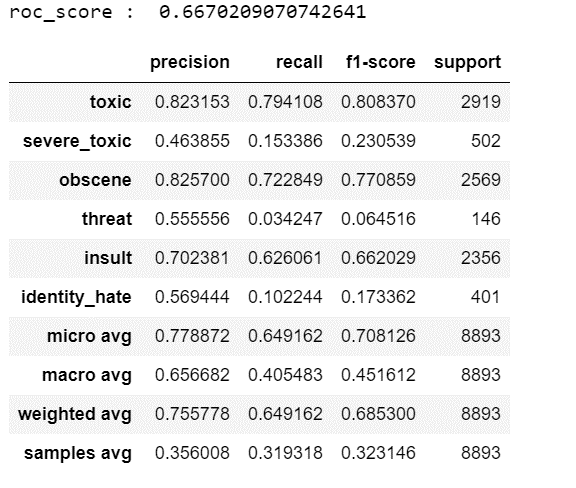 roc_score :  0.6670209070742641
precision recall f1-score support
toxic 0.823153 0.794108 0.808370 2919
severe_toxic 0.463855 0.153386 0.230539 502
obscene 0.825700 0.722849 0.770859 2569
threat 0.555556 0.034247 0.064516 146
insult 0.702381 0.626061 0.662029 2356
identity_hate 0.569444 0.102244 0.173362 401
micro avg 0.778872 0.649162 0.708126 8893
macro avg 0.656682 0.405483 0.451612 8893
weighted avg 0.755778 0.649162 0.685300 8893
samples avg 0.356008 0.319318 0.323146 8893